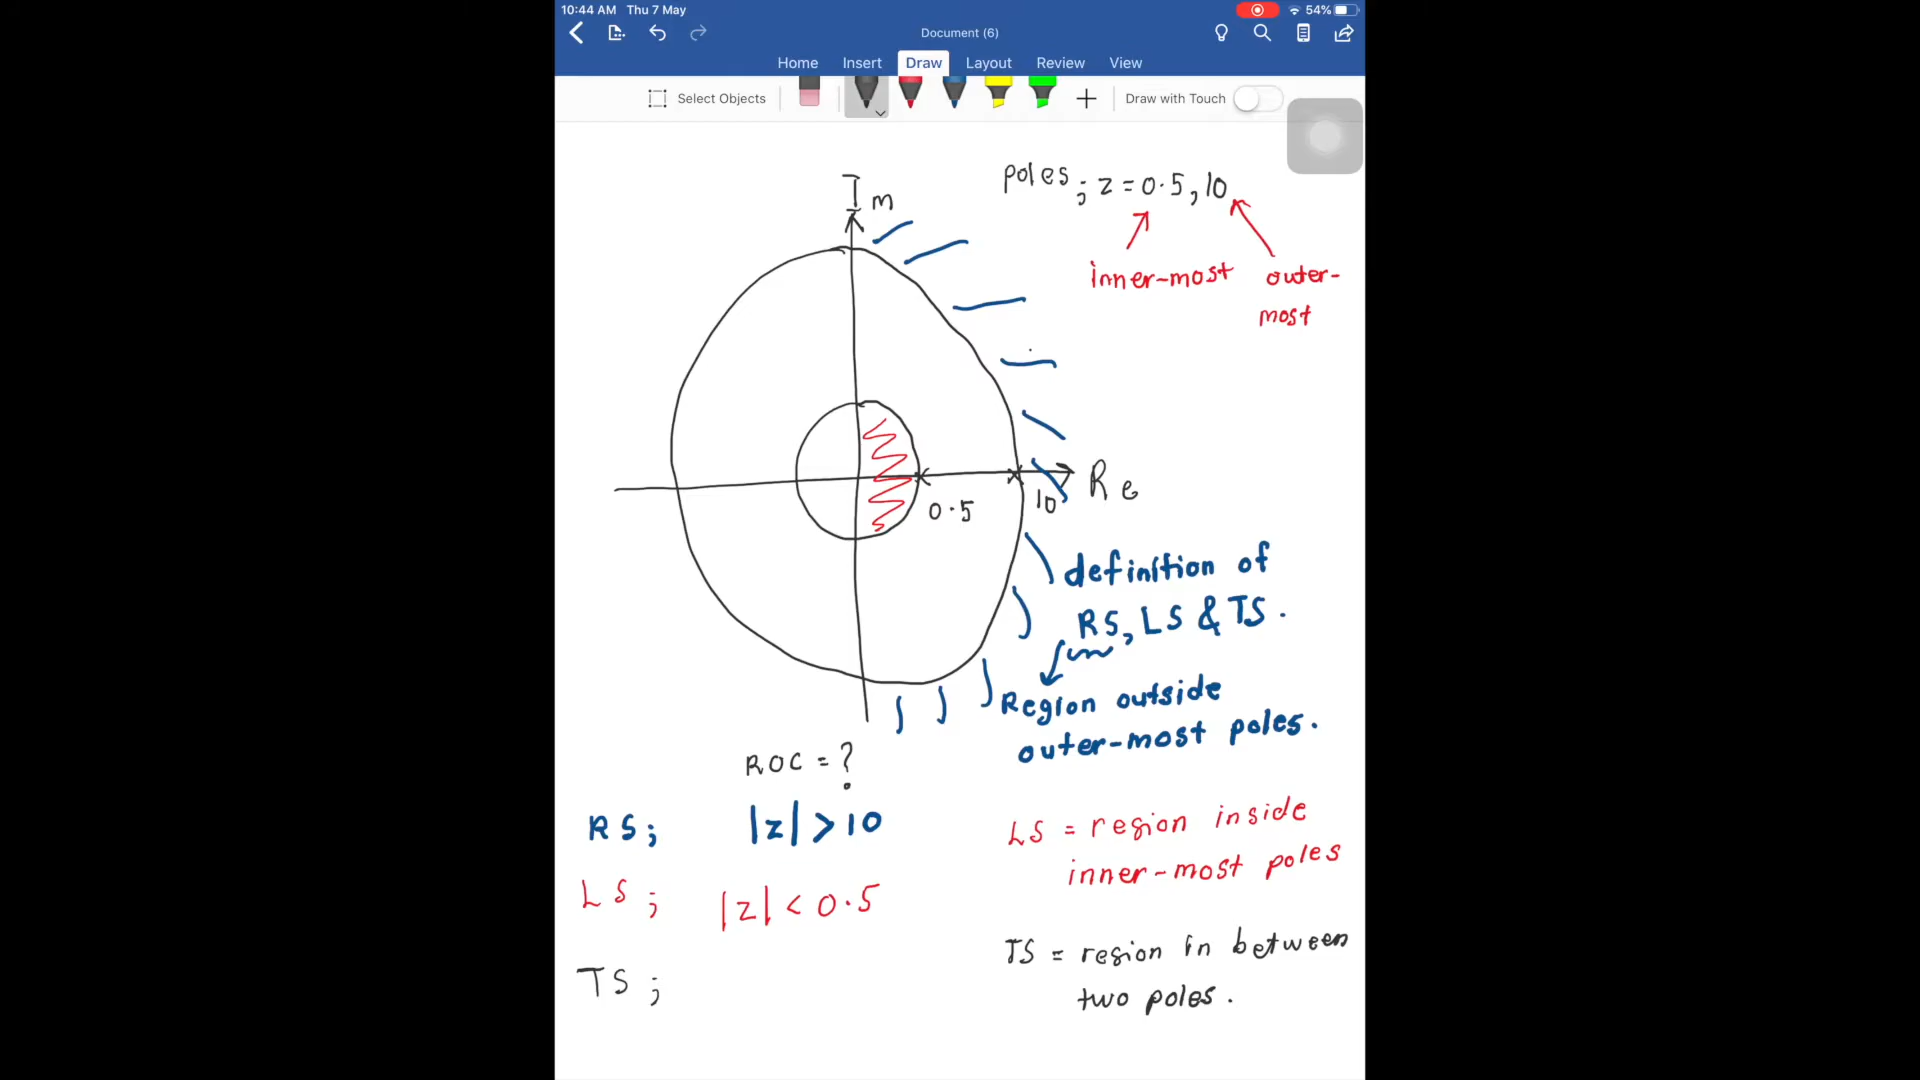 10:44 AM Thu 7 May
54%
Document (6)
Home Insert Draw Layout Review View
Select Objects
Draw with Touch
Im
poles ; z = 0.5, 10
inner-most
outer-
most
Re
0.5
10
definition of
RS, LS & TS.
Region outside
outer-most poles.
ROC = ?
RS; |z| > 10
LS = region inside
inner-most poles
LS; |z| < 0.5
TS = region in between
two poles.
TS;